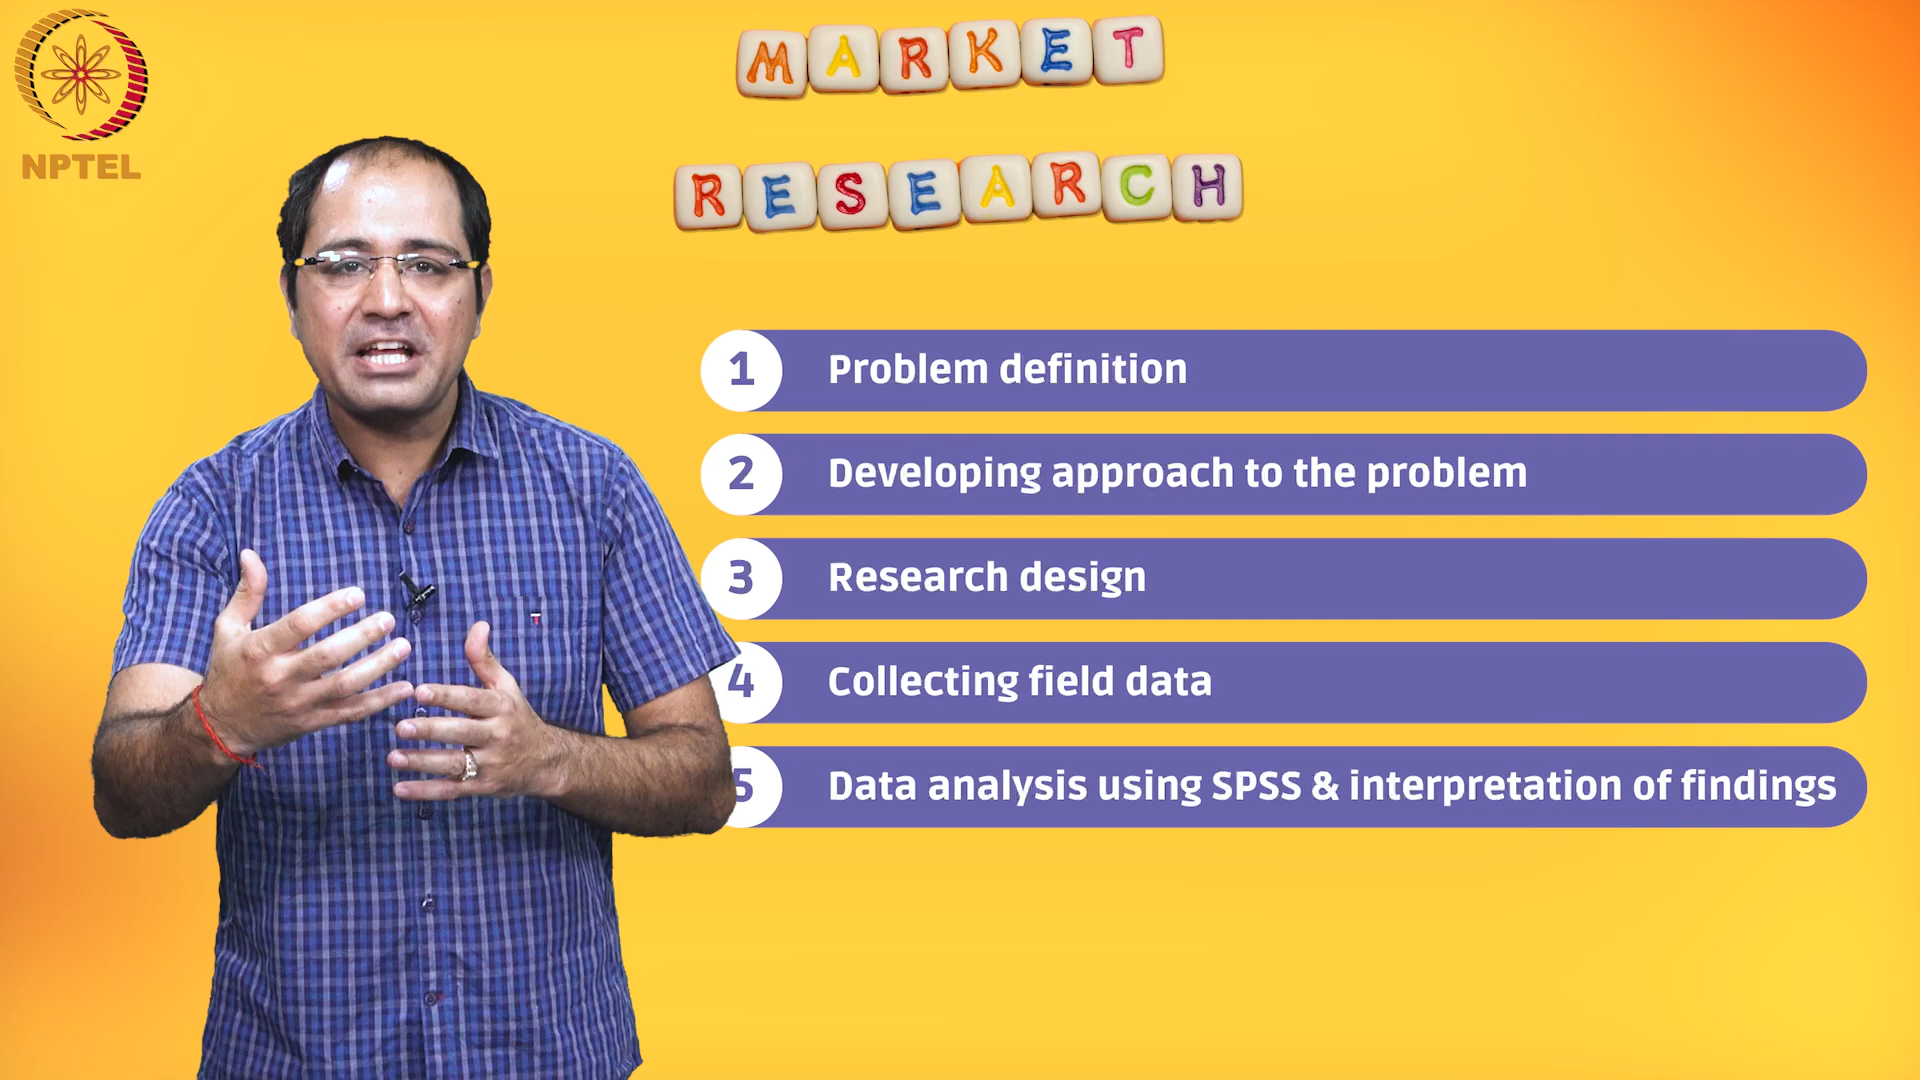 NPTEL
MARKET
RESEARCH
1 Problem definition
2 Developing approach to the problem
3 Research design
4 Collecting field data
5 Data analysis using SPSS & interpretation of findings